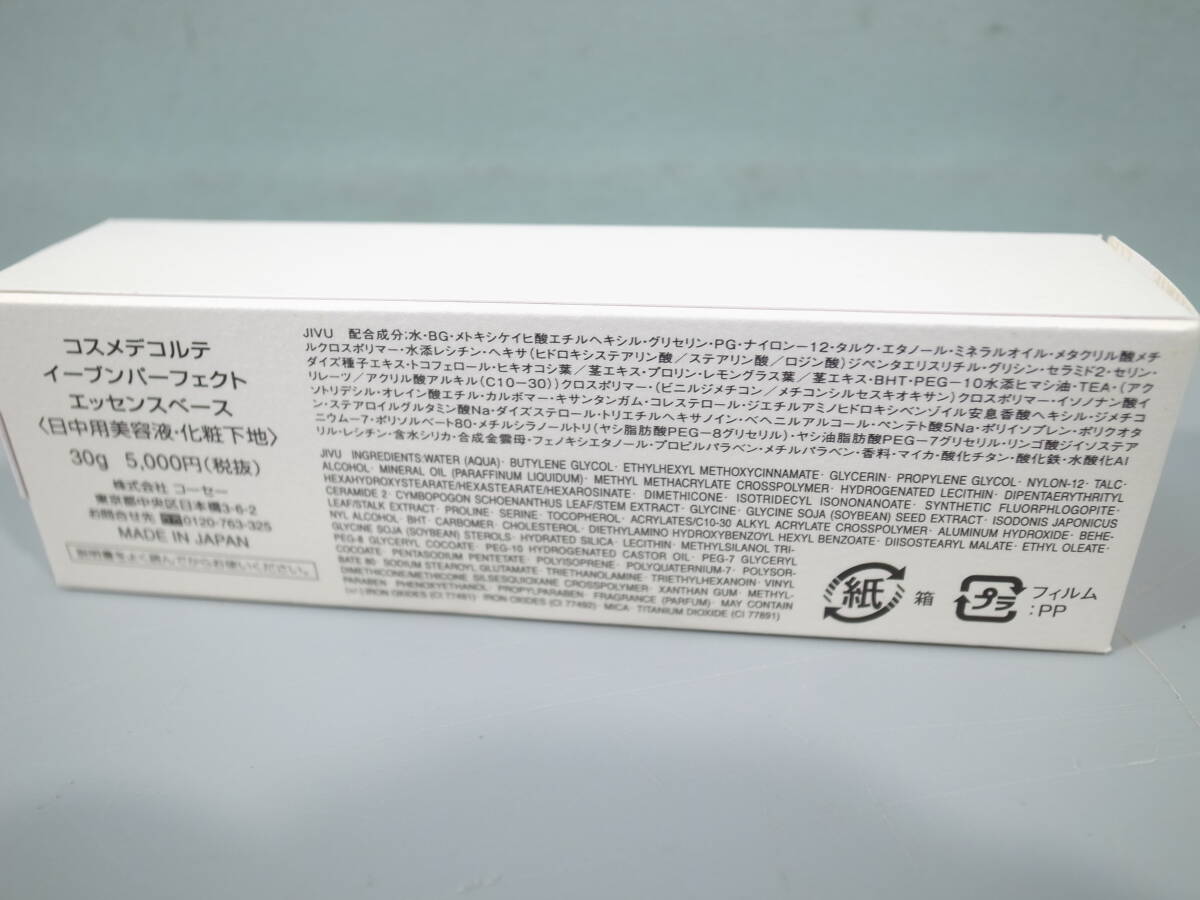 コスメデコルテ
イーブンパーフェクト
エッセンスベース
〈日中用美容液・化粧下地〉
30g 5,000円(税抜)
株式会社 コーセー
東京都中央区日本橋3-6-2
お問合せ先 0120-763-325
MADE IN JAPAN
説明書をよく読んでからお使いください。
JIVU 配合成分:水・BG・メトキシケイヒ酸エチルヘキシル・グリセリン・PG・ナイロン-12・タルク・エタノール・ミネラルオイル・メタクリル酸メチ
ルクロスポリマー・水添レシチン・ヘキサ(ヒドロキシステアリン酸/ステアリン酸/ロジン酸)ジペンタエリスリチル・グリシン・セラミド2・セリン・
ダイズ種子エキス・トコフェロール・ヒキオコシ葉/茎エキス・プロリン・レモングラス葉/茎エキス・BHT・PEG-10水添ヒマシ油・TEA・(アク
リレーツ/アクリル酸アルキル(C10-30))クロスポリマー・(ビニルジメチコン/メチコンシルセスキオキサン)クロスポリマー・イソノナン酸イ
ソトリデシル・オレイン酸エチル・カルボマー・キサンタンガム・コレステロール・ジエチルアミノヒドロキシベンゾイル安息香酸ヘキシル・ジメチコ
ン・ステアロイルグルタミン酸Na・ダイズステロール・トリエチルヘキサノイン・ベヘニルアルコール・ペンテト酸5Na・ポリイソプレン・ポリクオタ
ニウム-7・ポリソルベート80・メチルシラノールトリ(ヤシ脂肪酸PEG-8グリセリル)・ヤシ油脂肪酸PEG-7グリセリル・リンゴ酸ジイソステア
リル・レシチン・含水シリカ・合成金雲母・フェノキシエタノール・プロピルパラベン・メチルパラベン・香料・マイカ・酸化チタン・酸化鉄・水酸化Al
JIVU INGREDIENTS:WATER (AQUA)· BUTYLENE GLYCOL· ETHYLHEXYL METHOXYCINNAMATE· GLYCERIN· PROPYLENE GLYCOL· NYLON-12· TALC·
ALCOHOL· MINERAL OIL (PARAFFINUM LIQUIDUM)· METHYL METHACRYLATE CROSSPOLYMER· HYDROGENATED LECITHIN· DIPENTAERYTHRITYL
HEXAHYDROXYSTEARATE/HEXASTEARATE/HEXAROSINATE· DIMETHICONE· ISOTRIDECYL ISONONANOATE· SYNTHETIC FLUORPHLOGOPITE·
CERAMIDE 2· CYMBOPOGON SCHOENANTHUS LEAF/STEM EXTRACT· GLYCINE· GLYCINE SOJA (SOYBEAN) SEED EXTRACT· ISODONIS JAPONICUS
LEAF/STALK EXTRACT· PROLINE· SERINE· TOCOPHEROL· ACRYLATES/C10-30 ALKYL ACRYLATE CROSSPOLYMER· ALUMINUM HYDROXIDE· BEHE-
NYL ALCOHOL· BHT· CARBOMER· CHOLESTEROL· DIETHYLAMINO HYDROXYBENZOYL HEXYL BENZOATE· DIISOSTEARYL MALATE· ETHYL OLEATE·
GLYCINE SOJA (SOYBEAN) STEROLS· HYDRATED SILICA· LECITHIN· METHYLSILANOL TRI-
PEG-8 GLYCERYL COCOATE· PEG-10 HYDROGENATED CASTOR OIL· PEG-7 GLYCERYL
COCOATE· PENTASODIUM PENTETATE· POLYISOPRENE· POLYQUATERNIUM-7· POLYSOR-
BATE 80· SODIUM STEAROYL GLUTAMATE· TRIETHANOLAMINE· TRIETHYLHEXANOIN· VINYL
DIMETHICONE/METHICONE SILSESQUIOXANE CROSSPOLYMER· XANTHAN GUM· METHYL-
PARABEN· PHENOXYETHANOL· PROPYLPARABEN· FRAGRANCE (PARFUM)· MAY CONTAIN
[+/-] IRON OXIDES (CI 77491)· IRON OXIDES (CI 77492)· MICA· TITANIUM DIOXIDE (CI 77891)
紙 箱
プラ フィルム
:PP